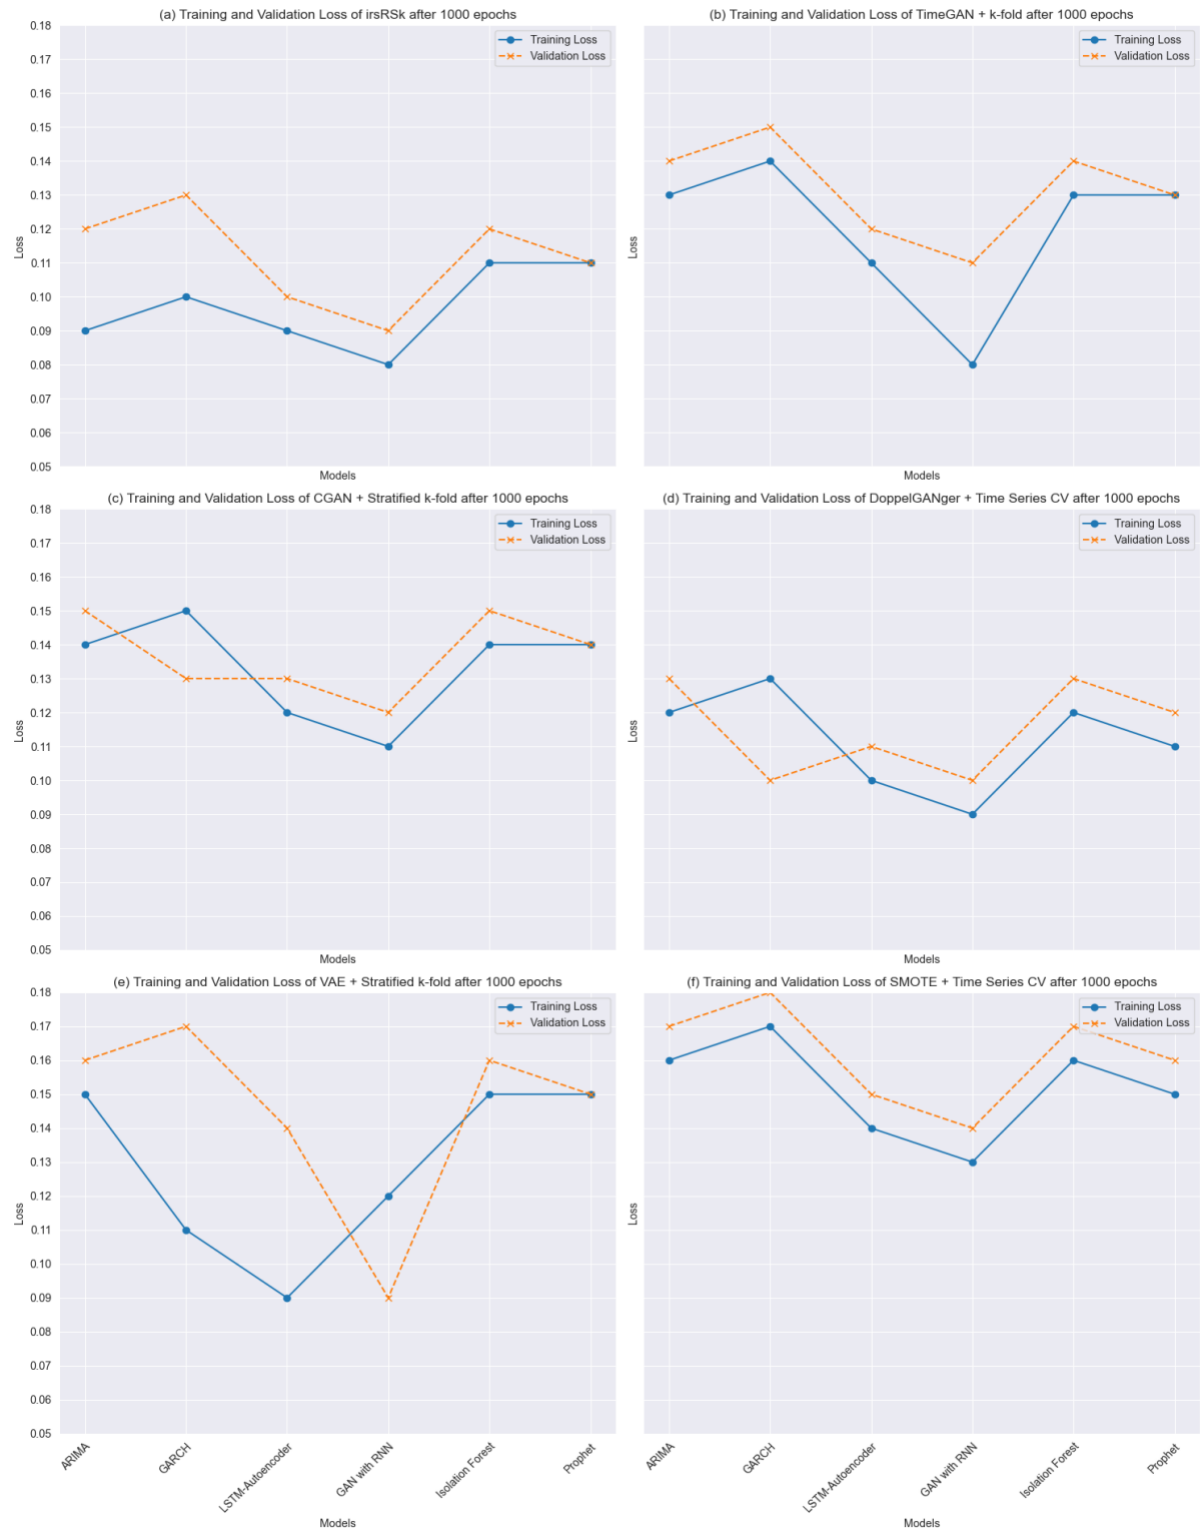 (a) Training and Validation Loss of irsRSk after 1000 epochs
0.18
0.17
0.16
0.15
0.14
0.13
0.12
0.11
0.10
0.09
0.08
0.07
0.06
0.05
Loss
Training Loss
Validation Loss
Models
(b) Training and Validation Loss of TimeGAN + k-fold after 1000 epochs
Loss
Training Loss
Validation Loss
Models
(c) Training and Validation Loss of CGAN + Stratified k-fold after 1000 epochs
0.18
0.17
0.16
0.15
0.14
0.13
0.12
0.11
0.10
0.09
0.08
0.07
0.06
0.05
Loss
Training Loss
Validation Loss
Models
(d) Training and Validation Loss of DoppelGANger + Time Series CV after 1000 epochs
Loss
Training Loss
Validation Loss
Models
(e) Training and Validation Loss of VAE + Stratified k-fold after 1000 epochs
0.18
0.17
0.16
0.15
0.14
0.13
0.12
0.11
0.10
0.09
0.08
0.07
0.06
0.05
Loss
Training Loss
Validation Loss
ARIMA
GARCH
LSTM-Autoencoder
GAN with RNN
Isolation Forest
Prophet
Models
(f) Training and Validation Loss of SMOTE + Time Series CV after 1000 epochs
Loss
Training Loss
Validation Loss
ARIMA
GARCH
LSTM-Autoencoder
GAN with RNN
Isolation Forest
Prophet
Models